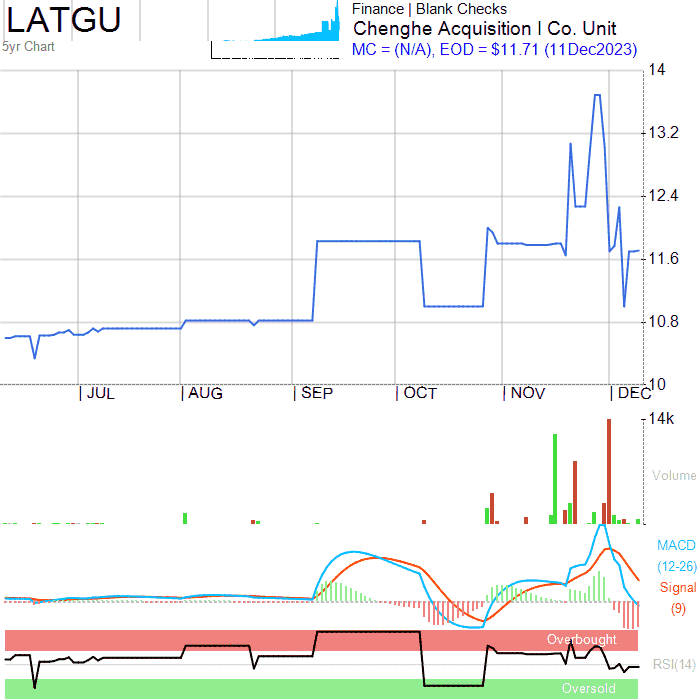 LATGU
5yr Chart
Finance | Blank Checks
Chenghe Acquisition I Co. Unit
MC = (N/A), EOD = $11.71 (11Dec2023)
14
13.2
12.4
11.6
10.8
10
| JUL | AUG | SEP | OCT | NOV | DEC
14k
Volume
MACD
(12-26)
Signal
(9)
Overbought
RSI(14)
Oversold